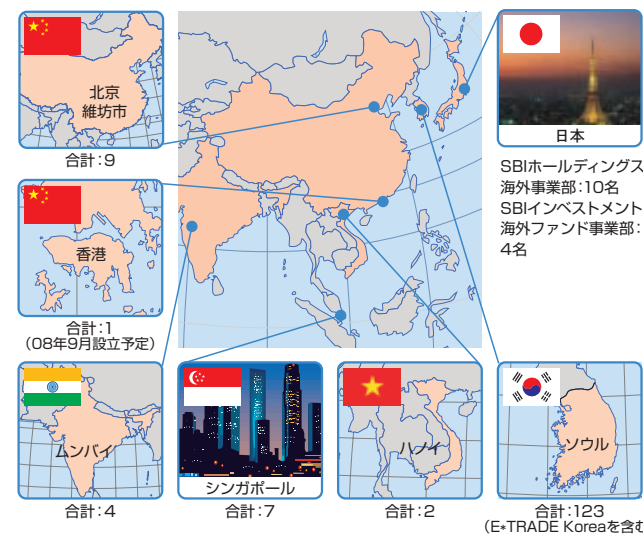 北京
維坊市
合計:9
香港
合計:1
(08年9月設立予定)
日本
SBIホールディングス
海外事業部:10名
SBIインベストメント
海外ファンド事業部:
4名
ムンバイ
合計:4
シンガポール
合計:7
ハノイ
合計:2
ソウル
合計:123
(E*TRADE Koreaを含む